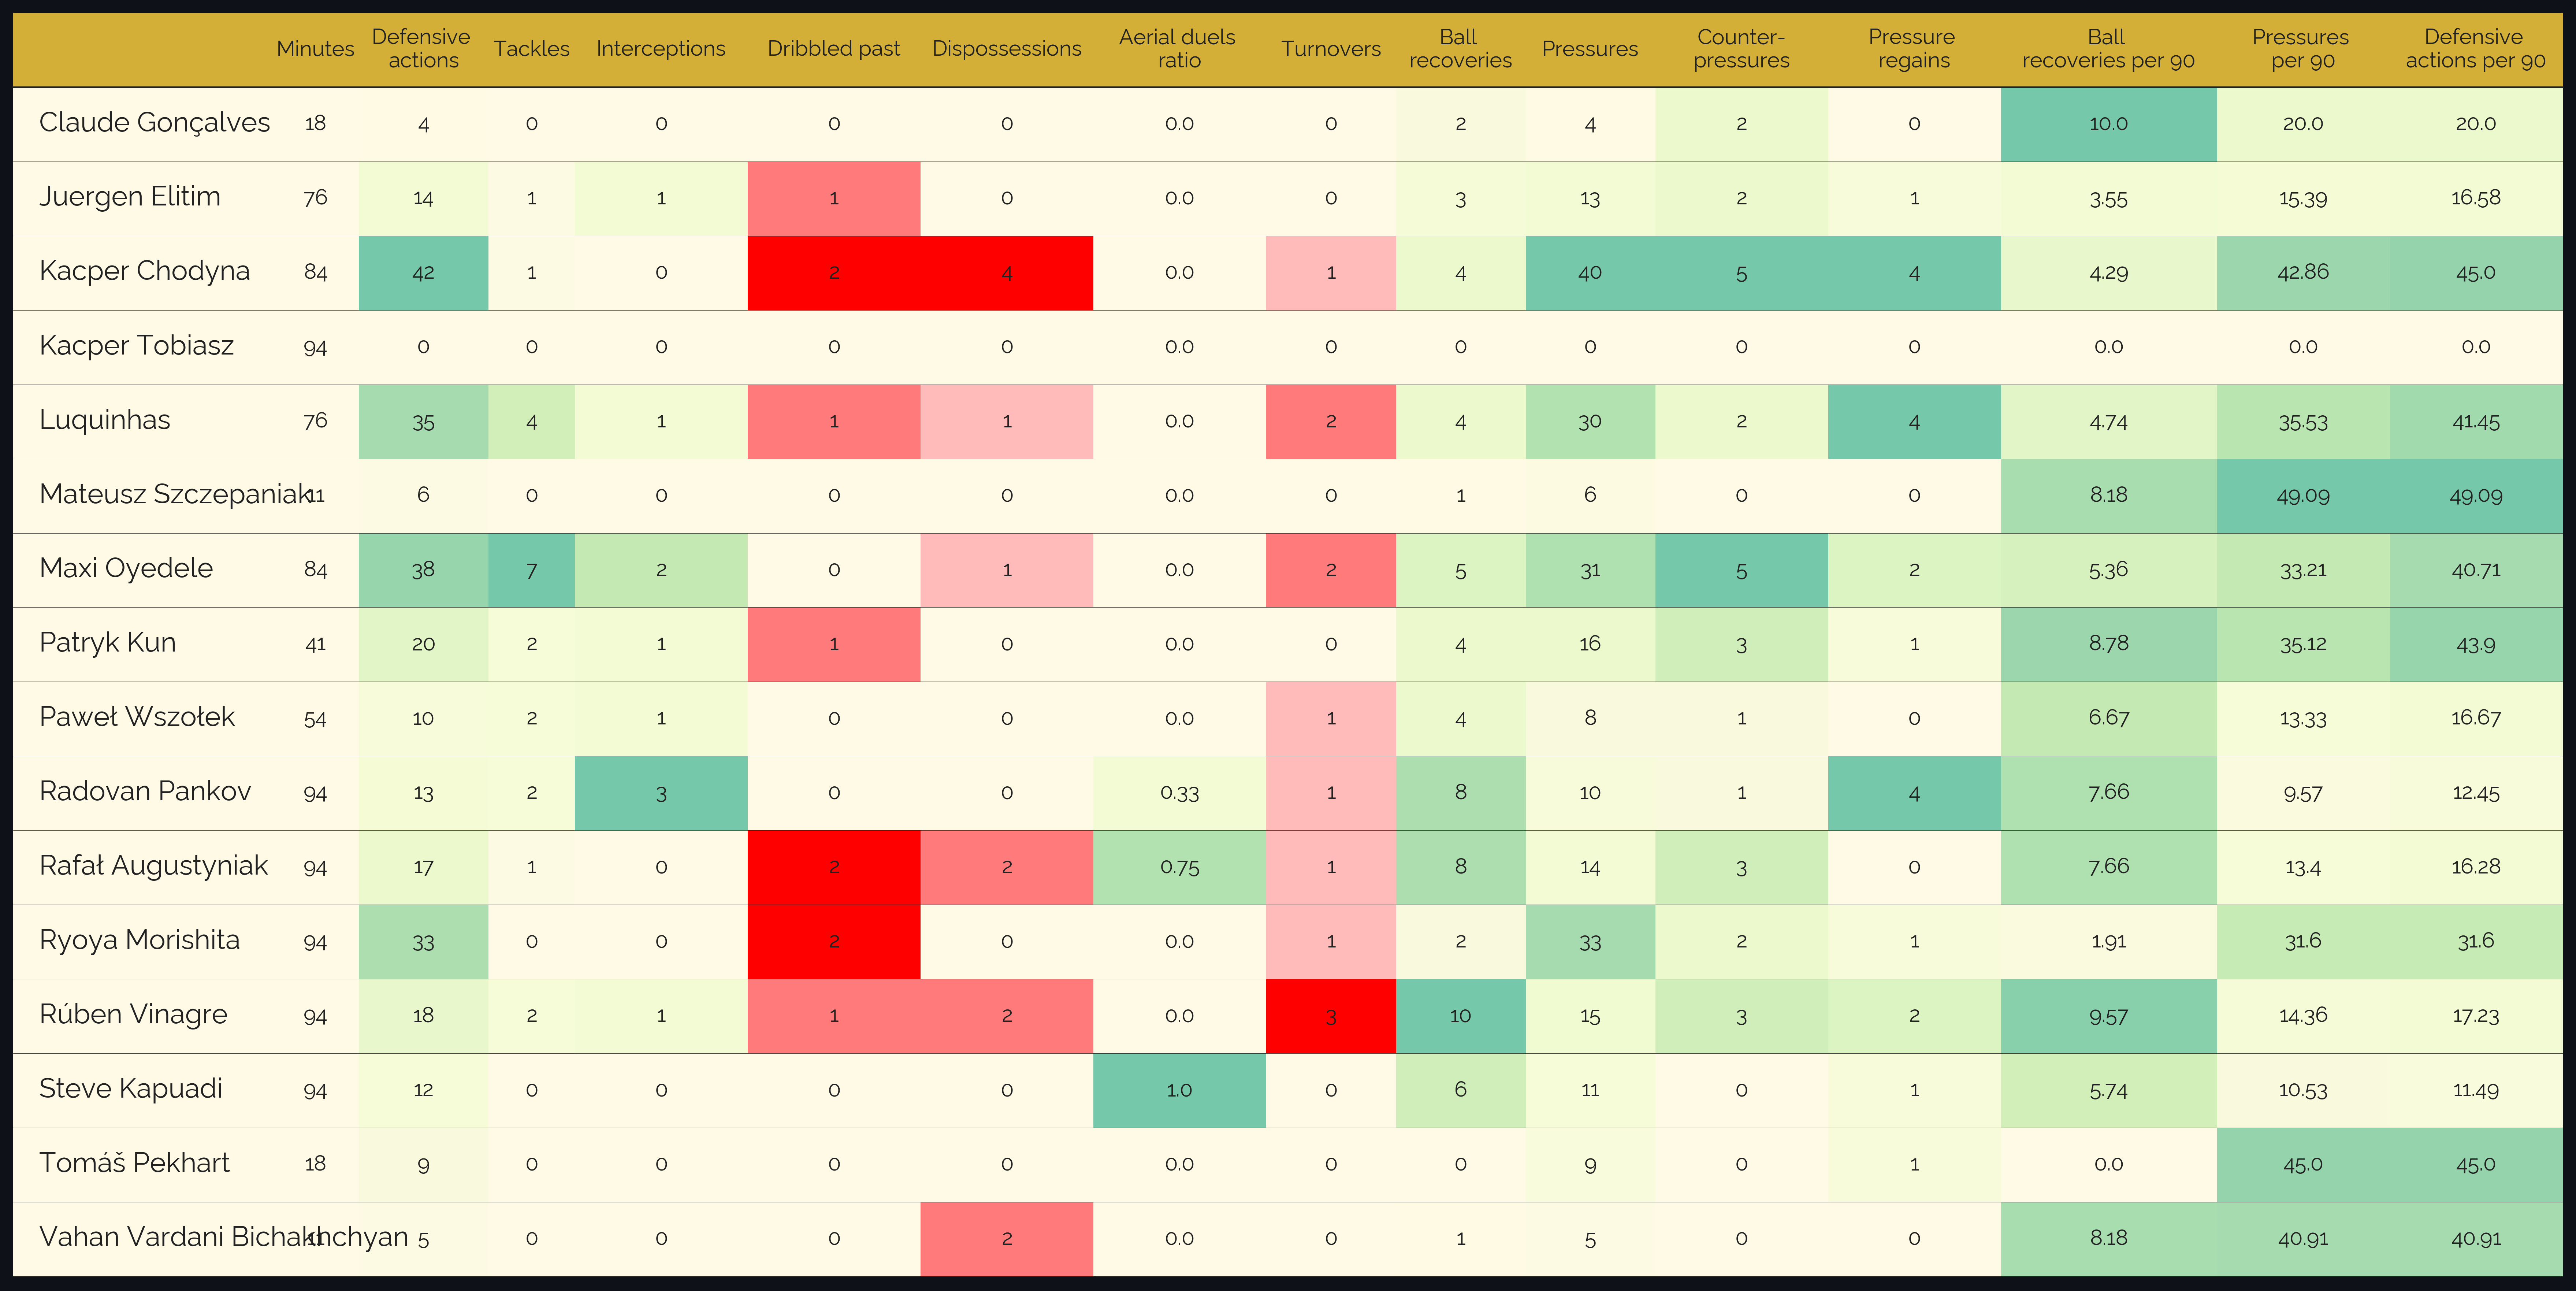 Minutes Defensive actions Tackles Interceptions Dribbled past Dispossessions Aerial duels ratio Turnovers Ball recoveries Pressures Counter-pressures Pressure regains Ball recoveries per 90 Pressures per 90 Defensive actions per 90
Claude Gonçalves 18 4 0 0 0 0 0.0 0 2 4 2 0 10.0 20.0 20.0
Juergen Elitim 76 14 1 1 1 0 0.0 0 3 13 2 1 3.55 15.39 16.58
Kacper Chodyna 84 42 1 0 2 4 0.0 1 4 40 5 4 4.29 42.86 45.0
Kacper Tobiasz 94 0 0 0 0 0 0.0 0 0 0 0 0 0.0 0.0 0.0
Luquinhas 76 35 4 1 1 1 0.0 2 4 30 2 4 4.74 35.53 41.45
Mateusz Szczepaniak 11 6 0 0 0 0 0.0 0 1 6 0 0 8.18 49.09 49.09
Maxi Oyedele 84 38 7 2 0 1 0.0 2 5 31 5 2 5.36 33.21 40.71
Patryk Kun 41 20 2 1 1 0 0.0 0 4 16 3 1 8.78 35.12 43.9
Paweł Wszołek 54 10 2 1 0 0 0.0 1 4 8 1 0 6.67 13.33 16.67
Radovan Pankov 94 13 2 3 0 0 0.33 1 8 10 1 4 7.66 9.57 12.45
Rafał Augustyniak 94 17 1 0 2 2 0.75 1 8 14 3 0 7.66 13.4 16.28
Ryoya Morishita 94 33 0 0 2 0 0.0 1 2 33 2 1 1.91 31.6 31.6
Rúben Vinagre 94 18 2 1 1 2 0.0 3 10 15 3 2 9.57 14.36 17.23
Steve Kapuadi 94 12 0 0 0 0 1.0 0 6 11 0 1 5.74 10.53 11.49
Tomáš Pekhart 18 9 0 0 0 0 0.0 0 0 9 0 1 0.0 45.0 45.0
Vahan Vardani Bichakhchyan 11 5 0 0 0 2 0.0 0 1 5 0 0 8.18 40.91 40.91